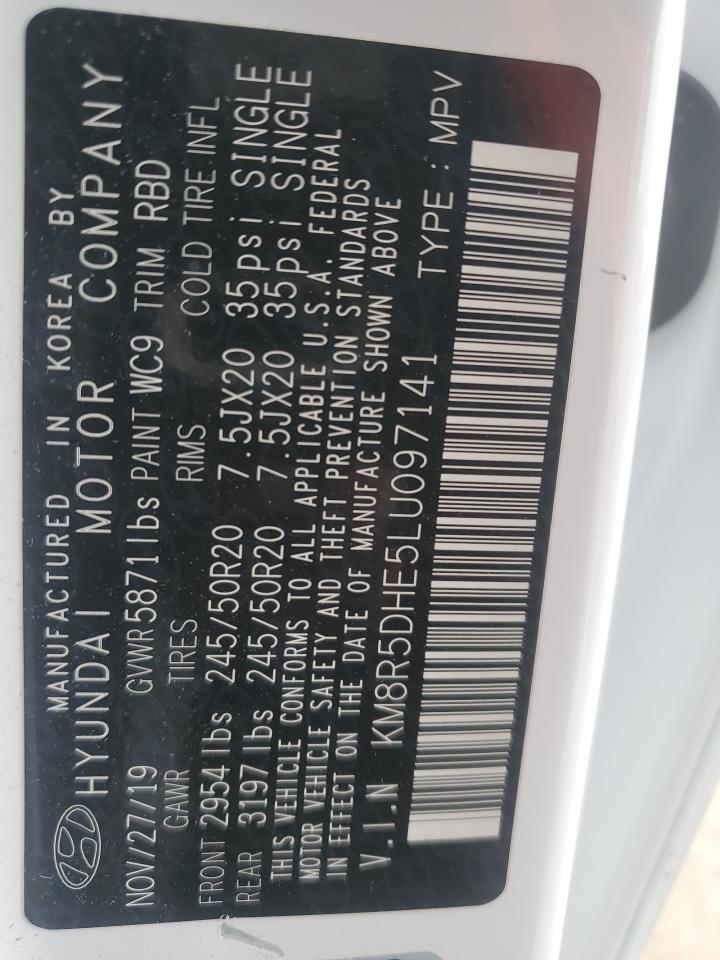 MANUFACTURED IN KOREA BY
HYUNDAI MOTOR COMPANY
NOV/27/19 GVWR5871lbs PAINT WC9 TRIM RBD
GAWR TIRES RIMS COLD TIRE INFL
FRONT 2954lbs 245/50R20 7.5JX20 35psi SINGLE
REAR 3197lbs 245/50R20 7.5JX20 35psi SINGLE
THIS VEHICLE CONFORMS TO ALL APPLICABLE U.S.A. FEDERAL
MOTOR VEHICLE SAFETY AND THEFT PREVENTION STANDARDS
IN EFFECT ON THE DATE OF MANUFACTURE SHOWN ABOVE
V.I.N KM8R5DHE5LU097141 TYPE : MPV